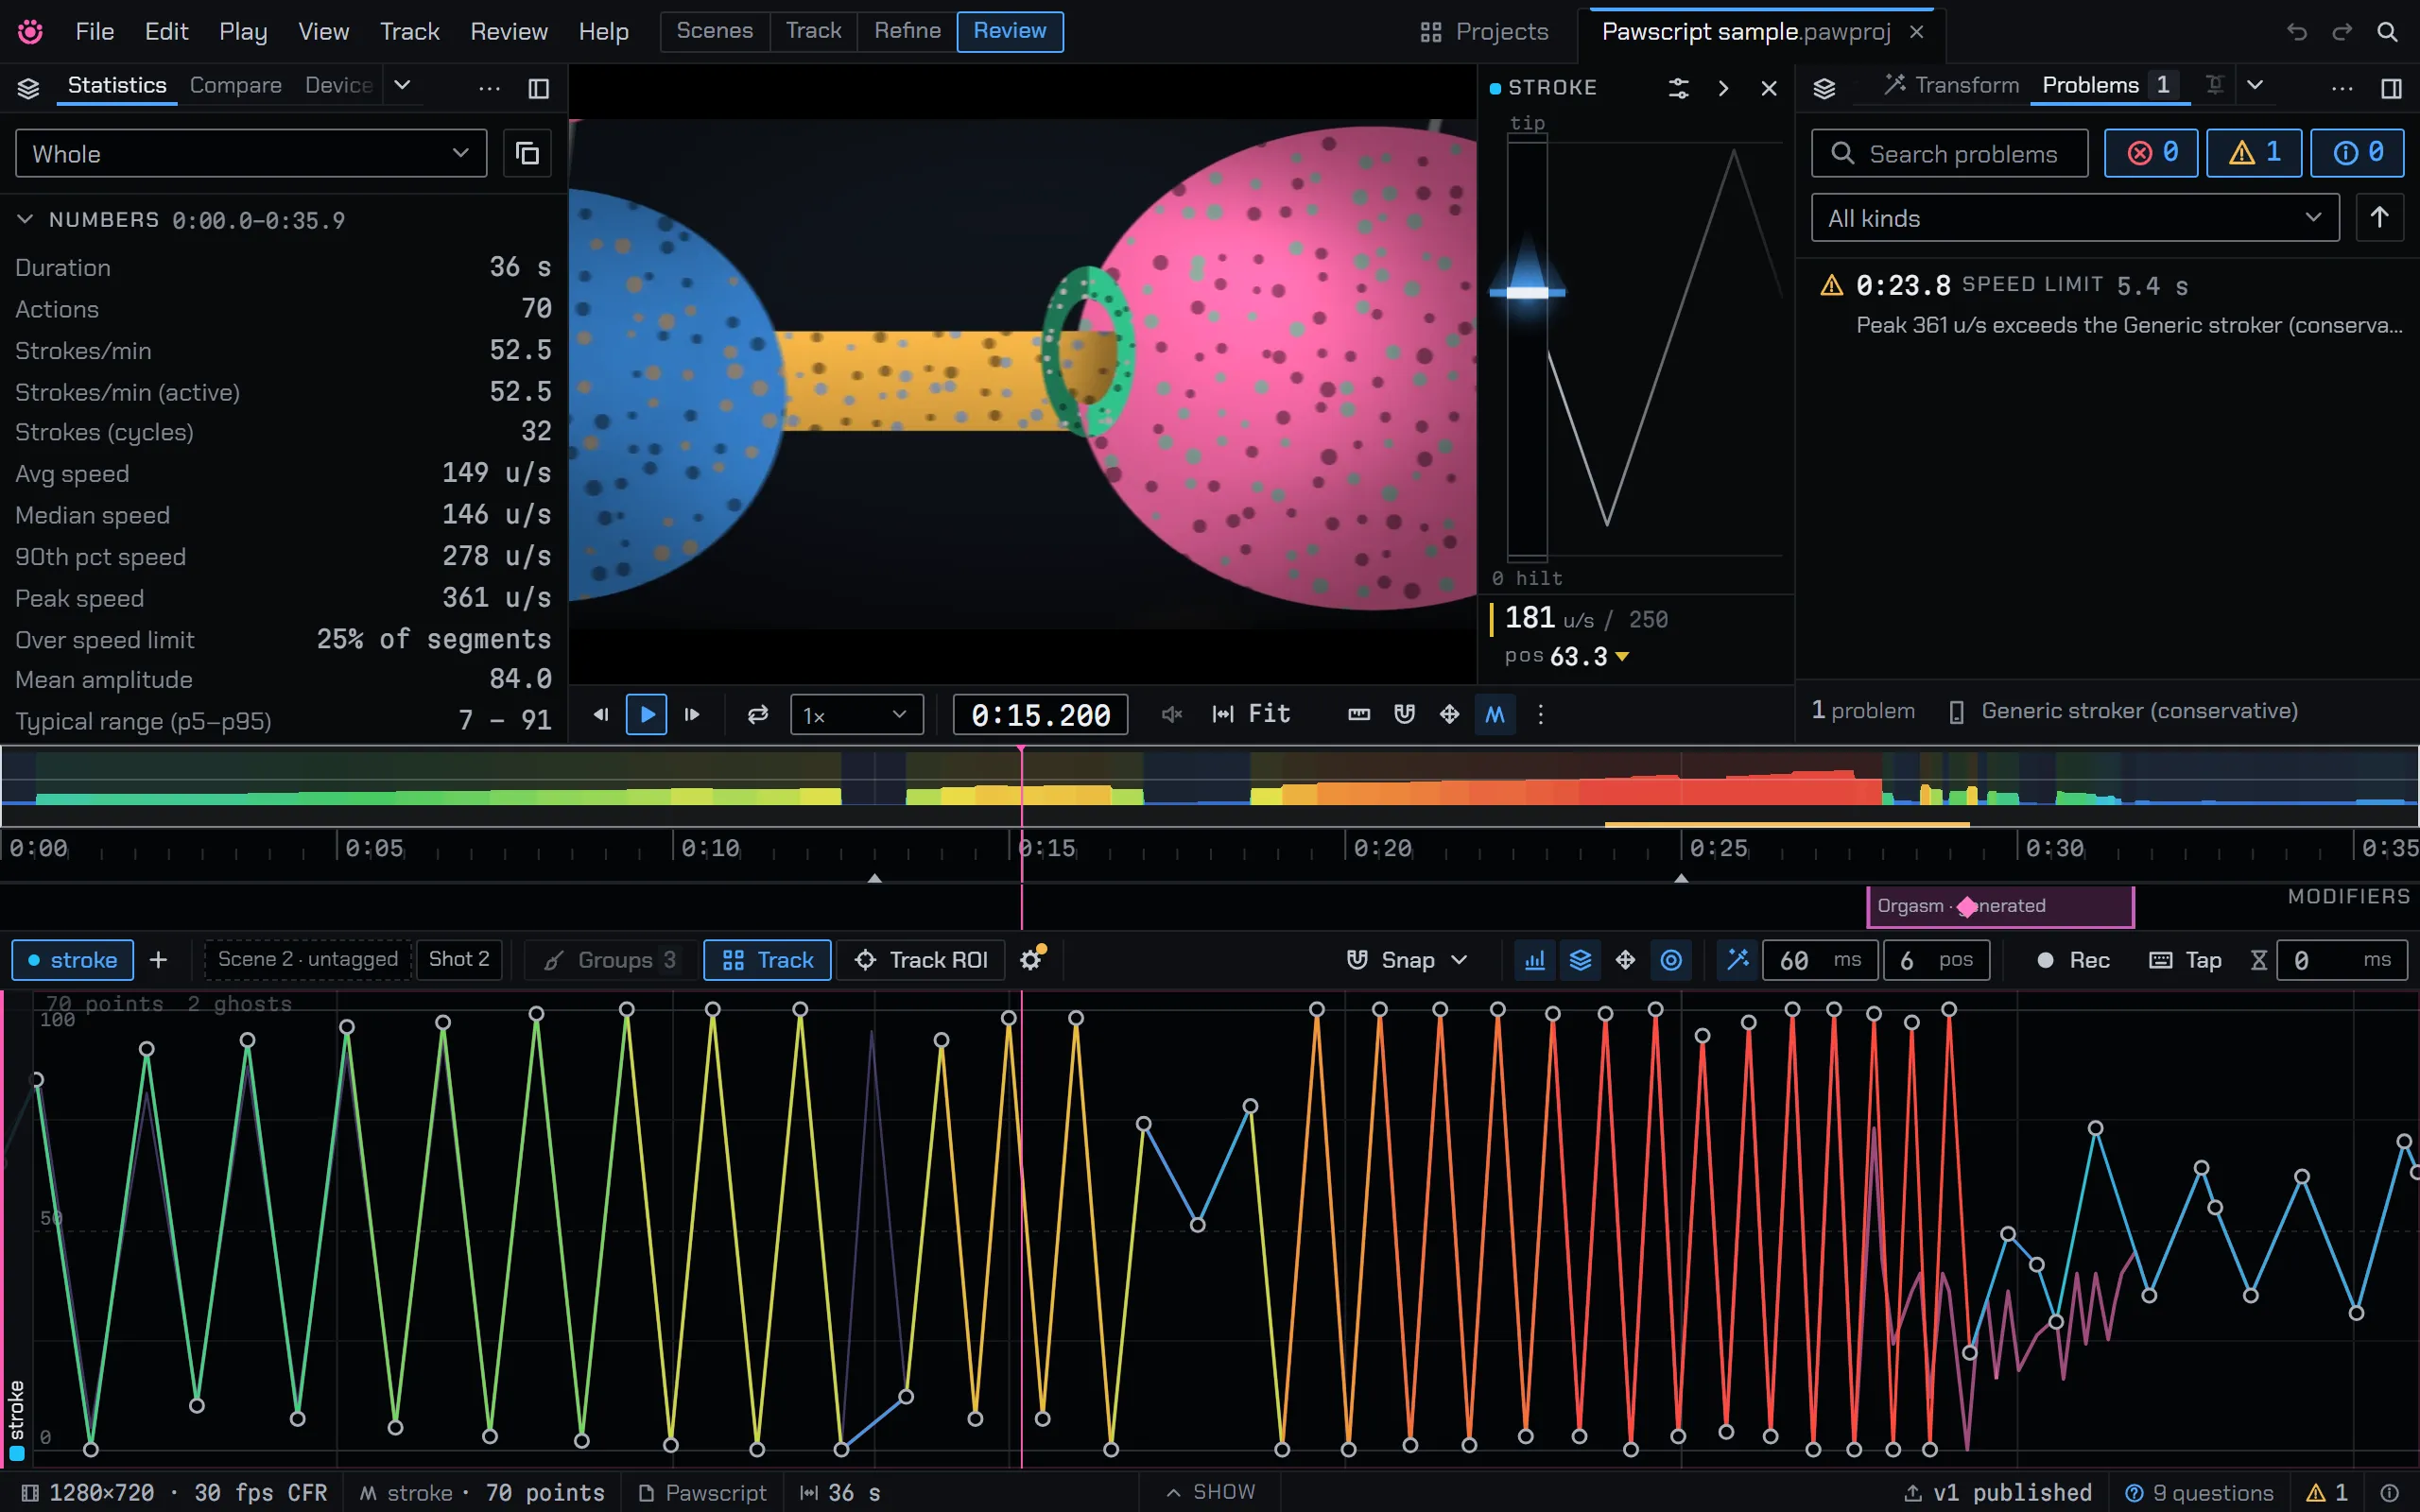 File Edit Play View Track Review Help Scenes Track Refine Review Projects Pawscript sample.pawproj
Statistics Compare Device
Whole
NUMBERS 0:00.0–0:35.9
Duration 36 s
Actions 70
Strokes/min 52.5
Strokes/min (active) 52.5
Strokes (cycles) 32
Avg speed 149 u/s
Median speed 146 u/s
90th pct speed 278 u/s
Peak speed 361 u/s
Over speed limit 25% of segments
Mean amplitude 84.0
Typical range (p5–p95) 7 – 91
1x 0:15.200 Fit
STROKE
tip
0 hilt
181 u/s / 250
pos 63.3
Transform Problems 1
Search problems 0 1 0
All kinds
0:23.8 SPEED LIMIT 5.4 s
Peak 361 u/s exceeds the Generic stroker (conserva...
1 problem Generic stroker (conservative)
0:00 0:05 0:10 0:15 0:20 0:25 0:30 0:35
Orgasm · enerated MODIFIERS
stroke Scene 2 · untagged Shot 2 Groups 3 Track Track ROI Snap 60 ms 6 pos Rec Tap 0 ms
70 points 2 ghosts
100
50
0
stroke
1280×720 · 30 fps CFR stroke · 70 points Pawscript 36 s SHOW v1 published 9 questions 1